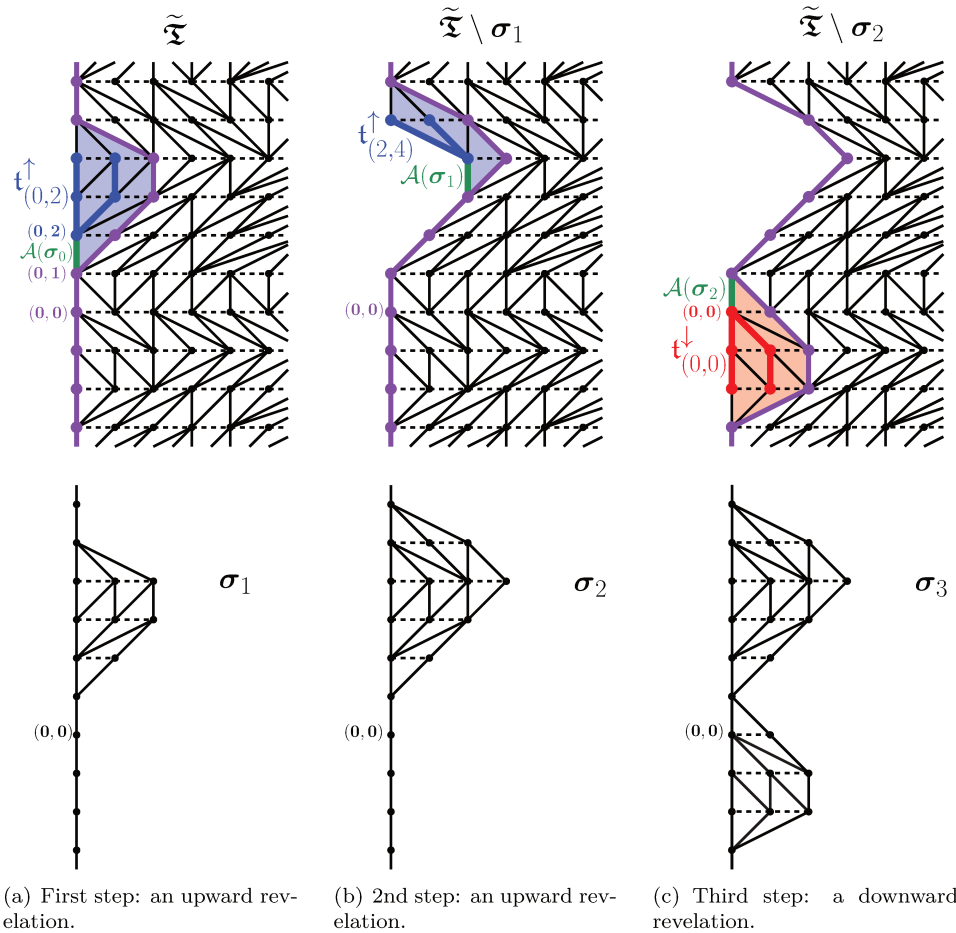 𝕿̃
𝕿̃ \ σ₁
𝕿̃ \ σ₂
𝔱↑(0,2)
(0, 2)
𝒜(σ₀)
(0, 1)
(0, 0)
𝔱↑(2,4)
𝒜(σ₁)
(0, 0)
𝒜(σ₂)
(0, 0)
𝔱↓(0,0)
σ₁
(0, 0)
σ₂
(0, 0)
σ₃
(0, 0)
(a) First step: an upward rev-
elation.
(b) 2nd step: an upward rev-
elation.
(c) Third step: a downward
revelation.